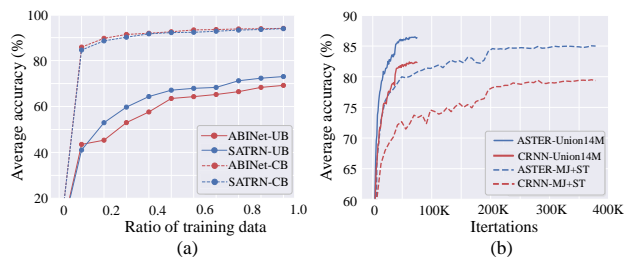 100
80
60
40
20
Average accuracy (%)
ABINet-UB
SATRN-UB
ABINet-CB
SATRN-CB
0 0.2 0.4 0.6 0.8 1.0
Ratio of training data
(a)
90
85
80
75
70
65
60
Average accuracy (%)
ASTER-Union14M
CRNN-Union14M
ASTER-MJ+ST
CRNN-MJ+ST
0 100K 200K 300K 400K
Itertations
(b)